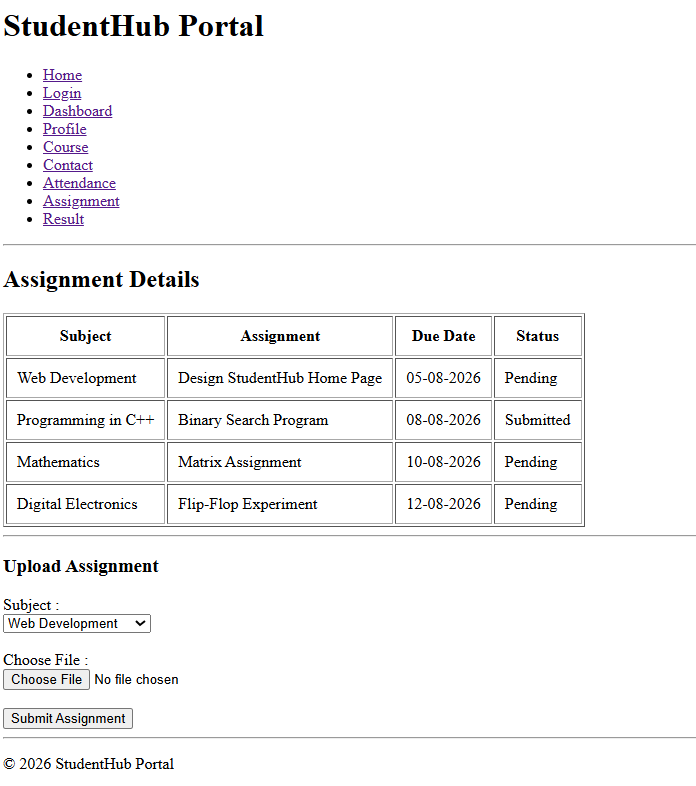 StudentHub Portal
Home
Login
Dashboard
Profile
Course
Contact
Attendance
Assignment
Result
Assignment Details
Subject Assignment Due Date Status
Web Development Design StudentHub Home Page 05-08-2026 Pending
Programming in C++ Binary Search Program 08-08-2026 Submitted
Mathematics Matrix Assignment 10-08-2026 Pending
Digital Electronics Flip-Flop Experiment 12-08-2026 Pending
Upload Assignment
Subject :
Web Development
Choose File :
Choose File No file chosen
Submit Assignment
© 2026 StudentHub Portal